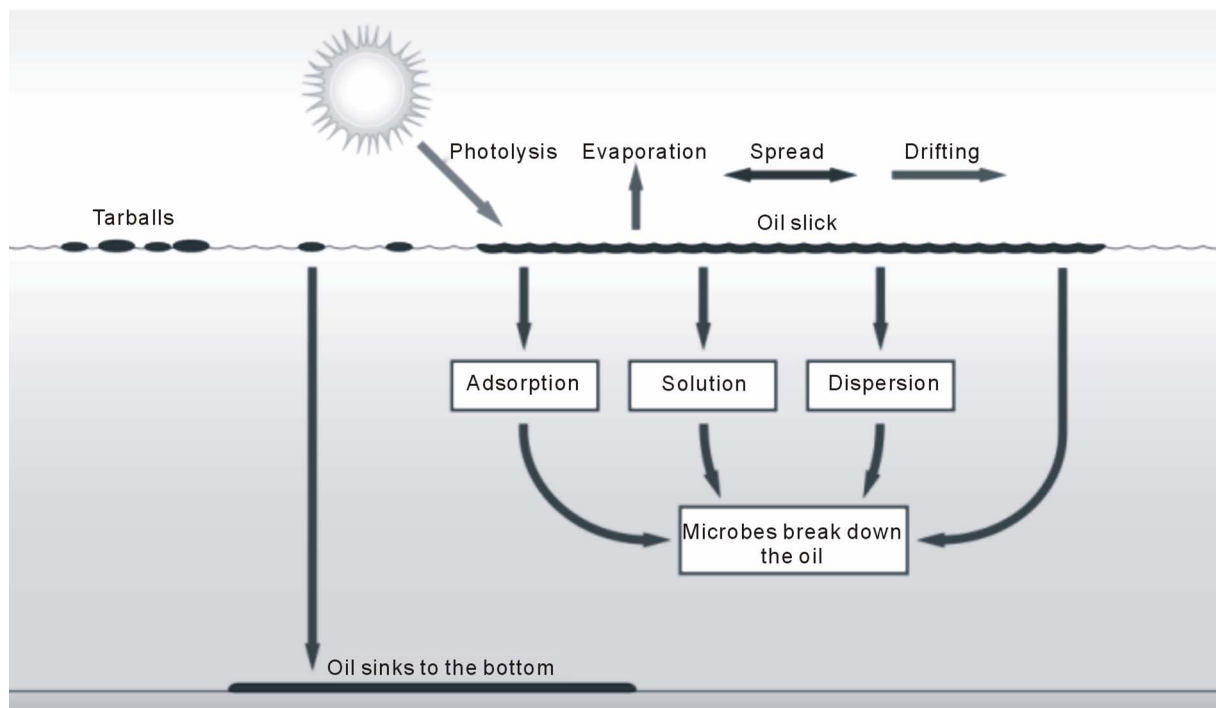 Photolysis Evaporation Spread Drifting
Tarballs
Oil slick
Adsorption Solution Dispersion
Microbes break down
the oil
Oil sinks to the bottom